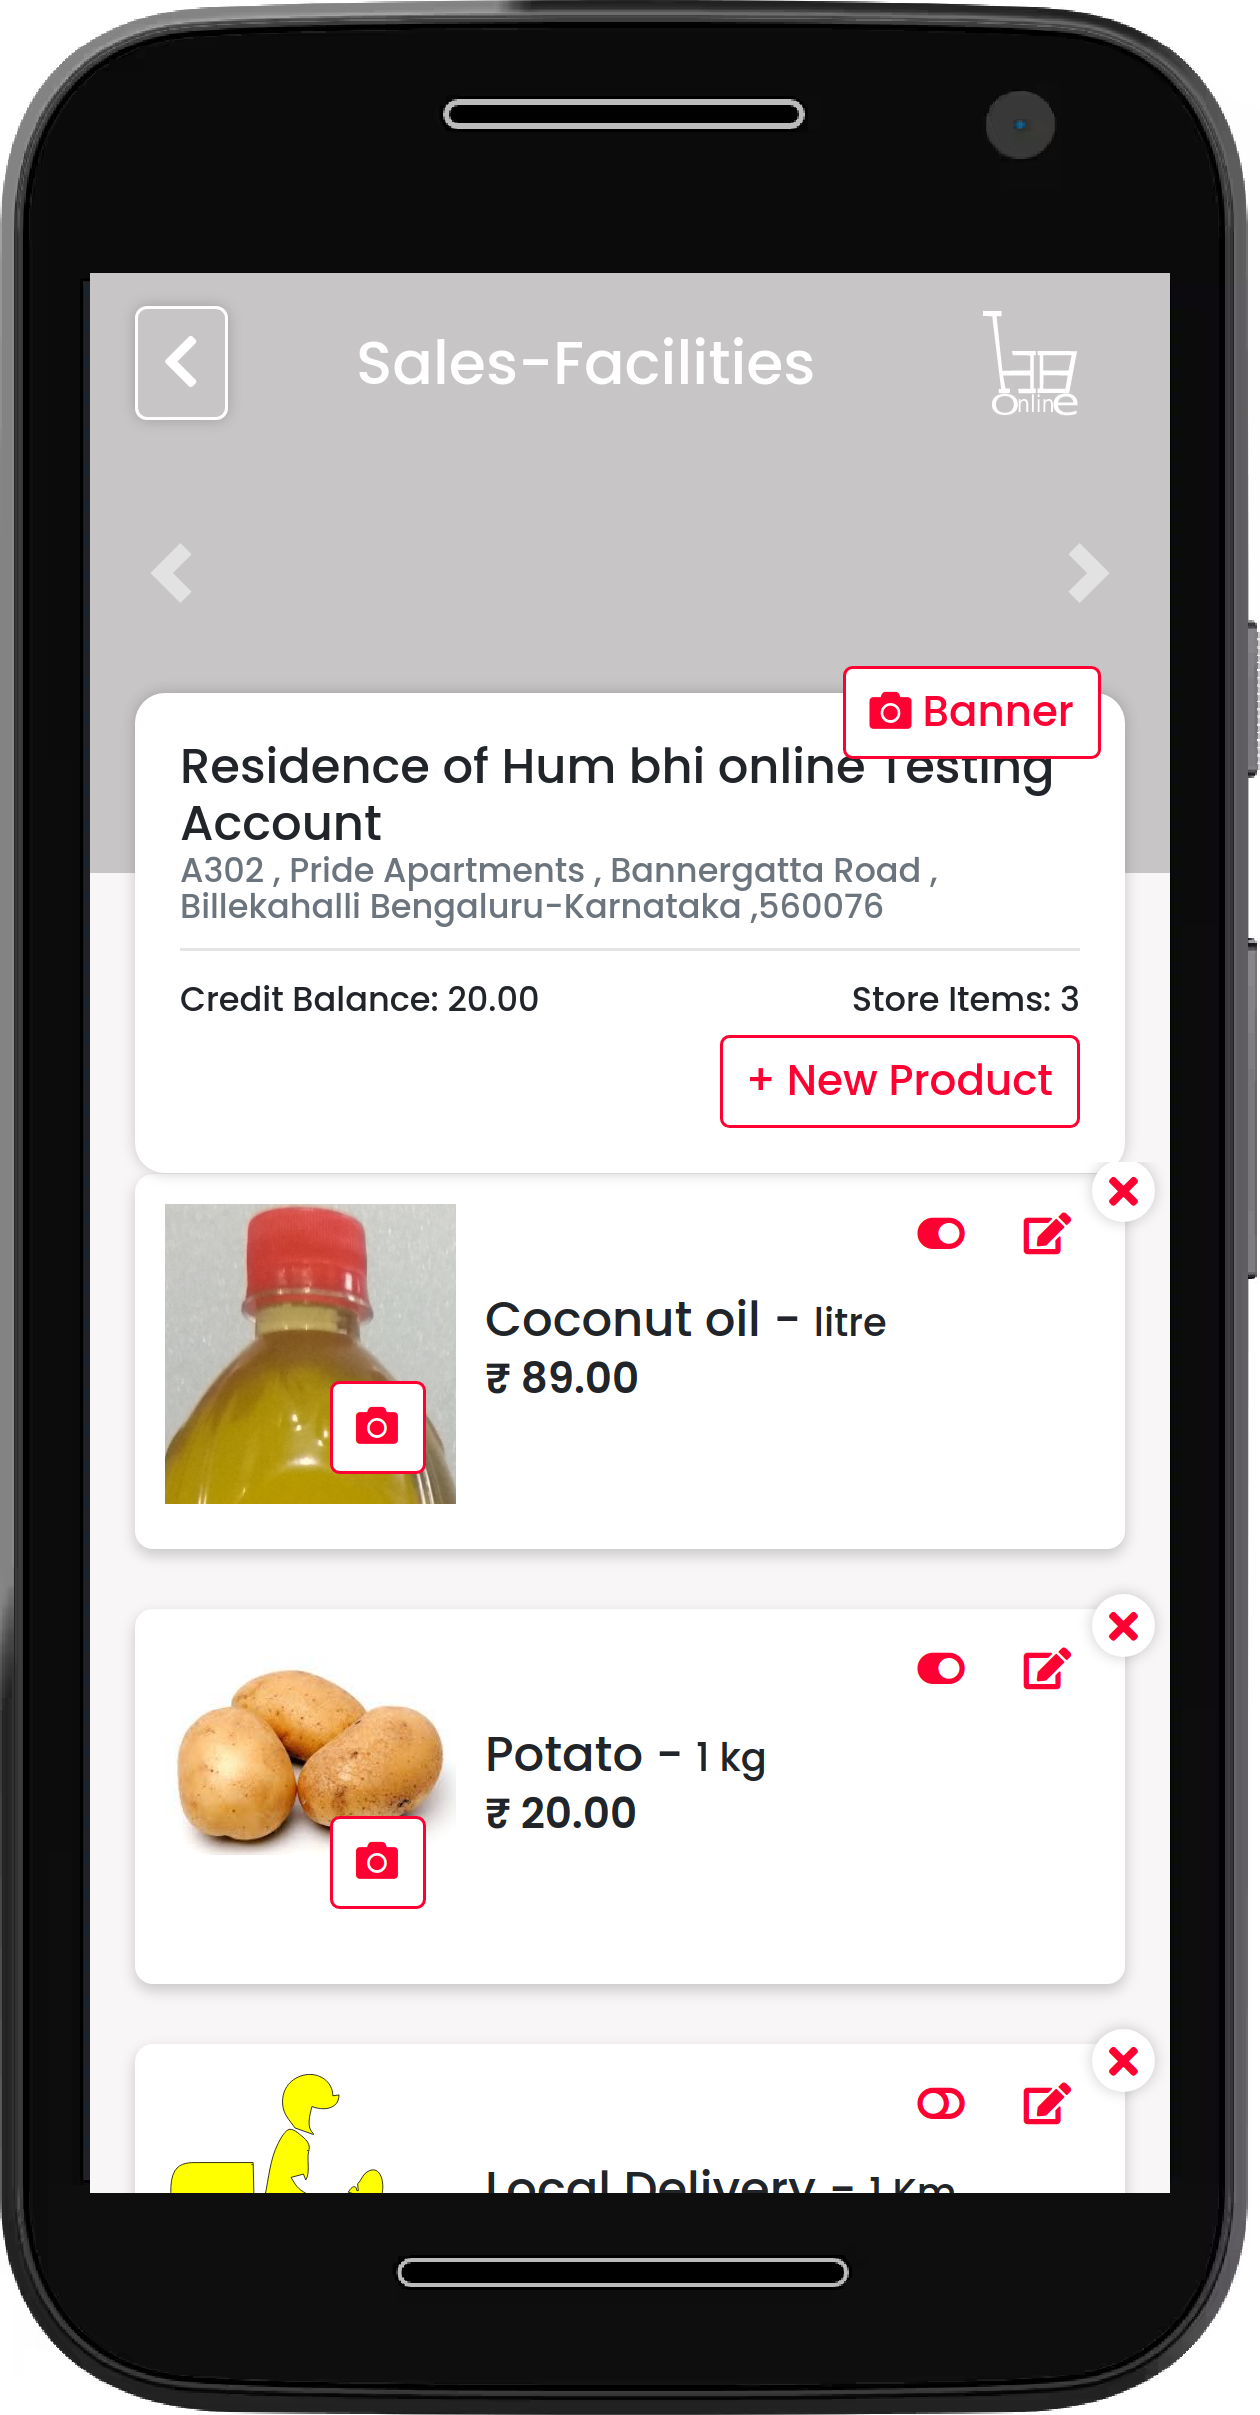 Sales-Facilities
OnlinE
Banner
Residence of Hum bhi online Testing
Account
A302 , Pride Apartments , Bannergatta Road ,
Billekahalli Bengaluru-Karnataka ,560076
Credit Balance: 20.00
Store Items: 3
+ New Product
Coconut oil - litre
₹ 89.00
Potato - 1 kg
₹ 20.00
Local Delivery - 1 Km